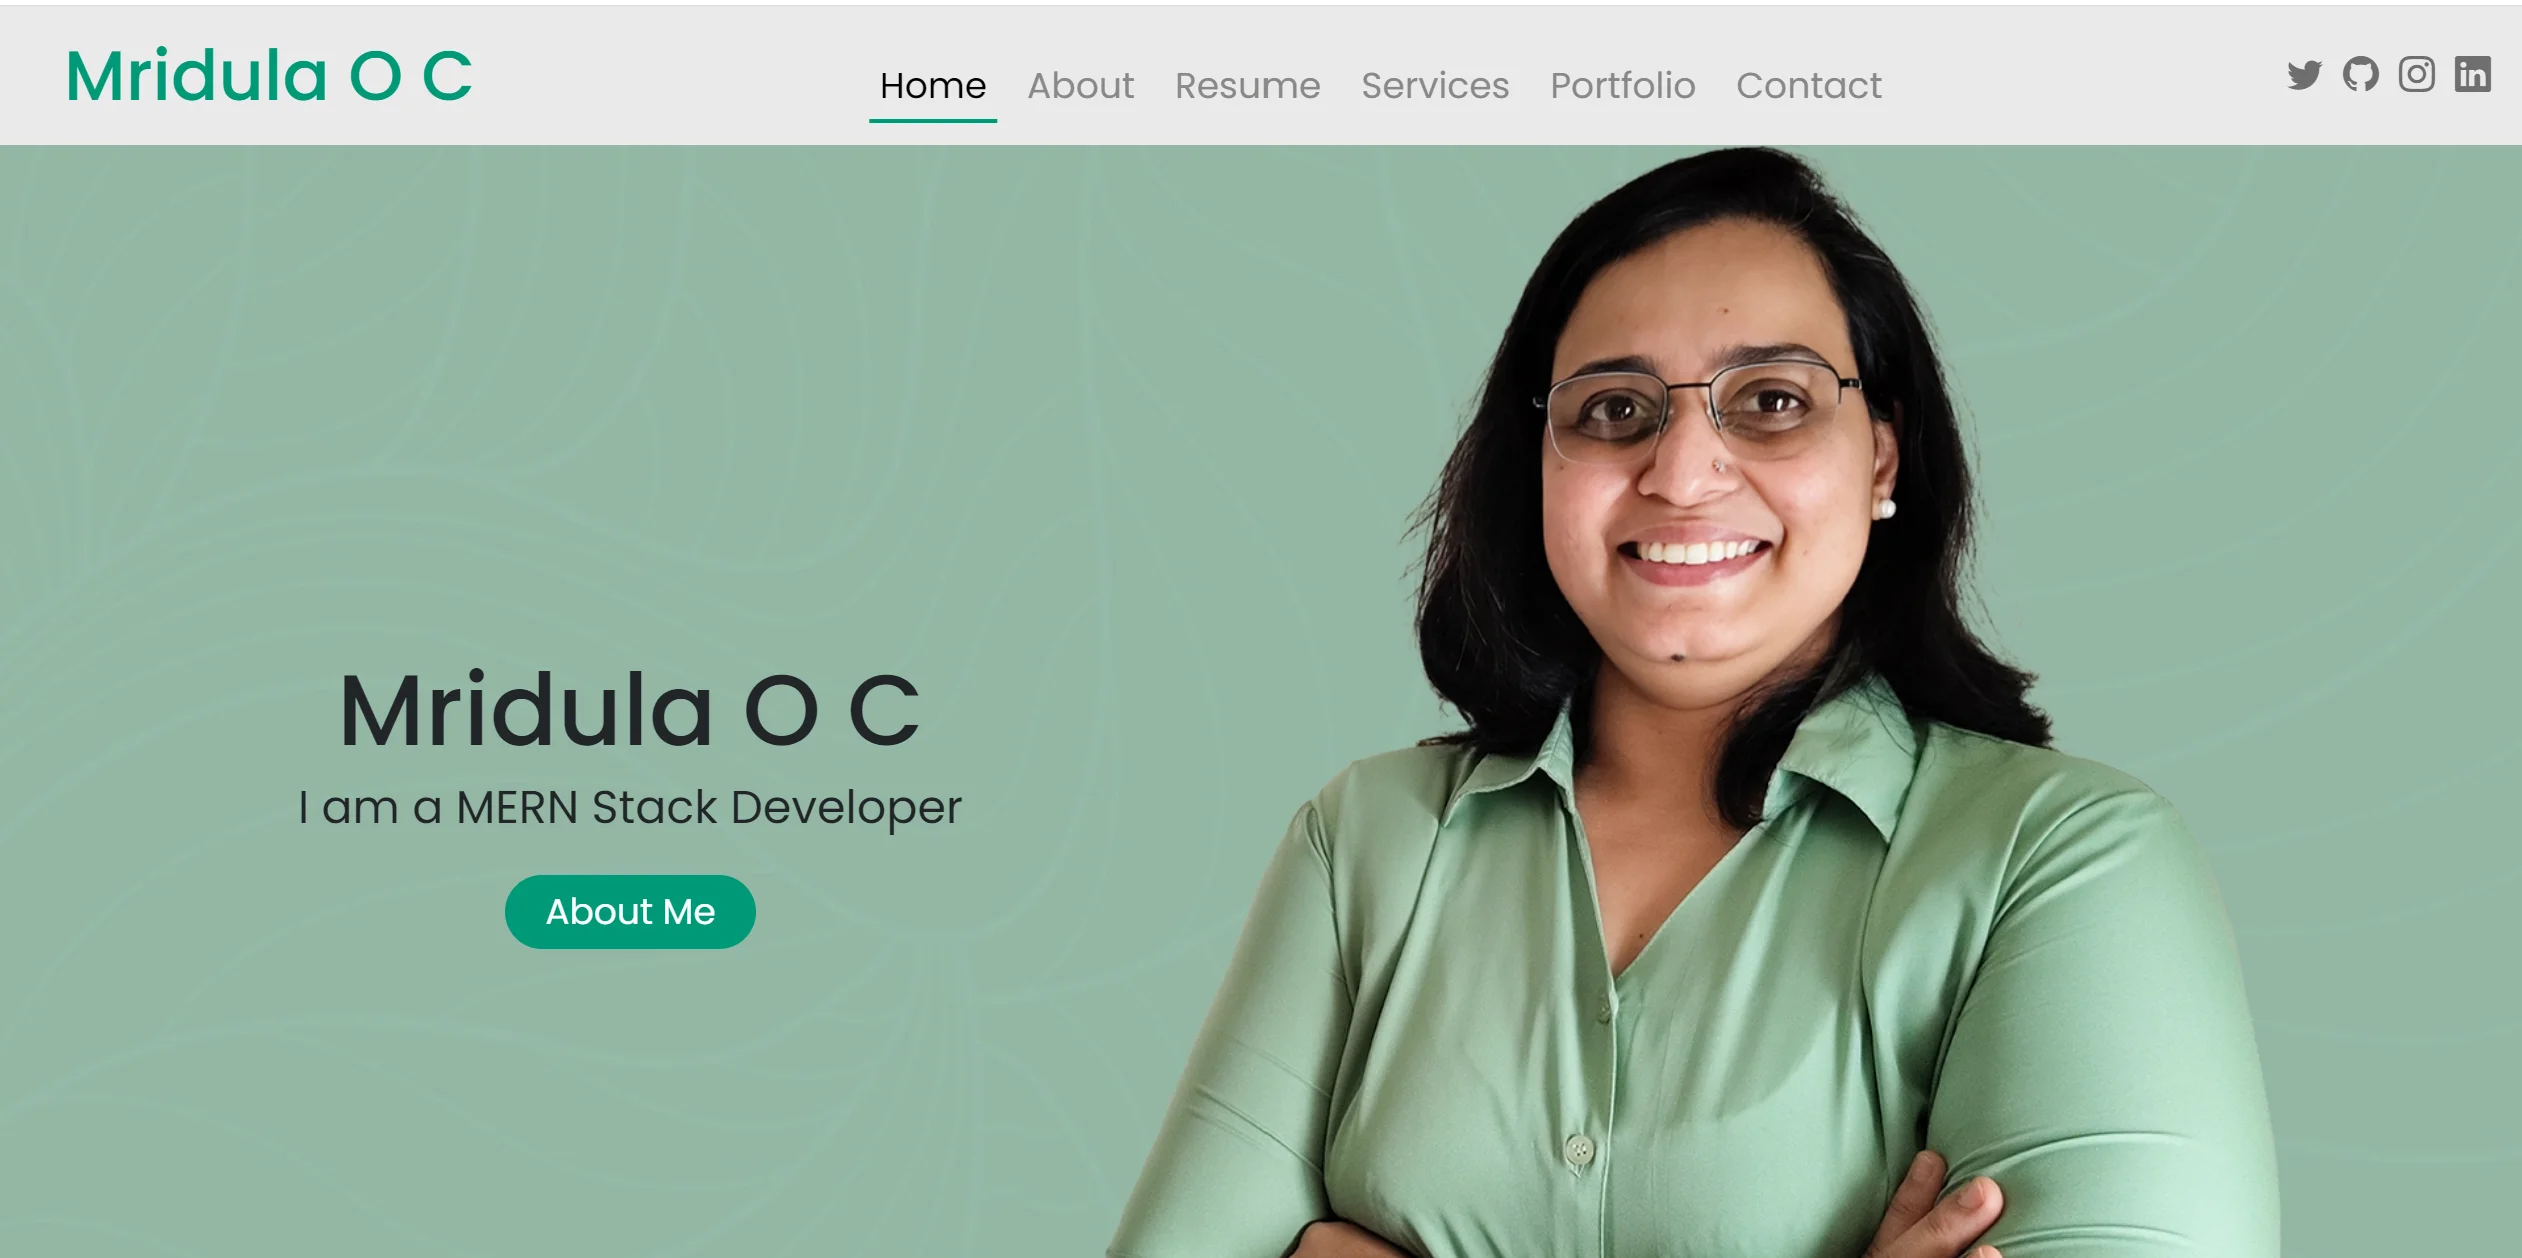 Mridula O C
Home About Resume Services Portfolio Contact
Mridula O C
I am a MERN Stack Developer
About Me